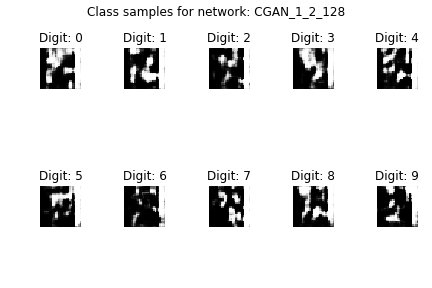 Class samples for network: CGAN_1_2_128
Digit: 0
Digit: 1
Digit: 2
Digit: 3
Digit: 4
Digit: 5
Digit: 6
Digit: 7
Digit: 8
Digit: 9